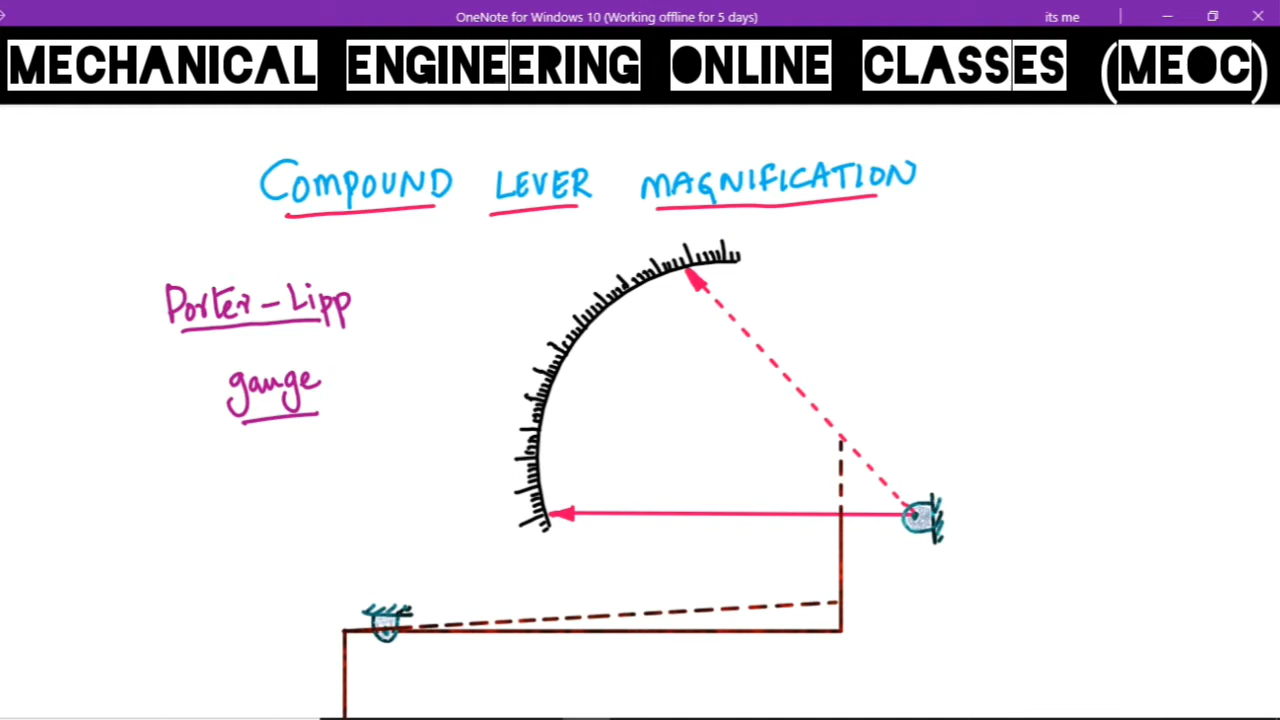 OneNote for Windows 10 (Working offline for 5 days) its me
MECHANICAL ENGINEERING ONLINE CLASSES (MEOC)
COMPOUND LEVER MAGNIFICATION
Porter-Lipp
gauge